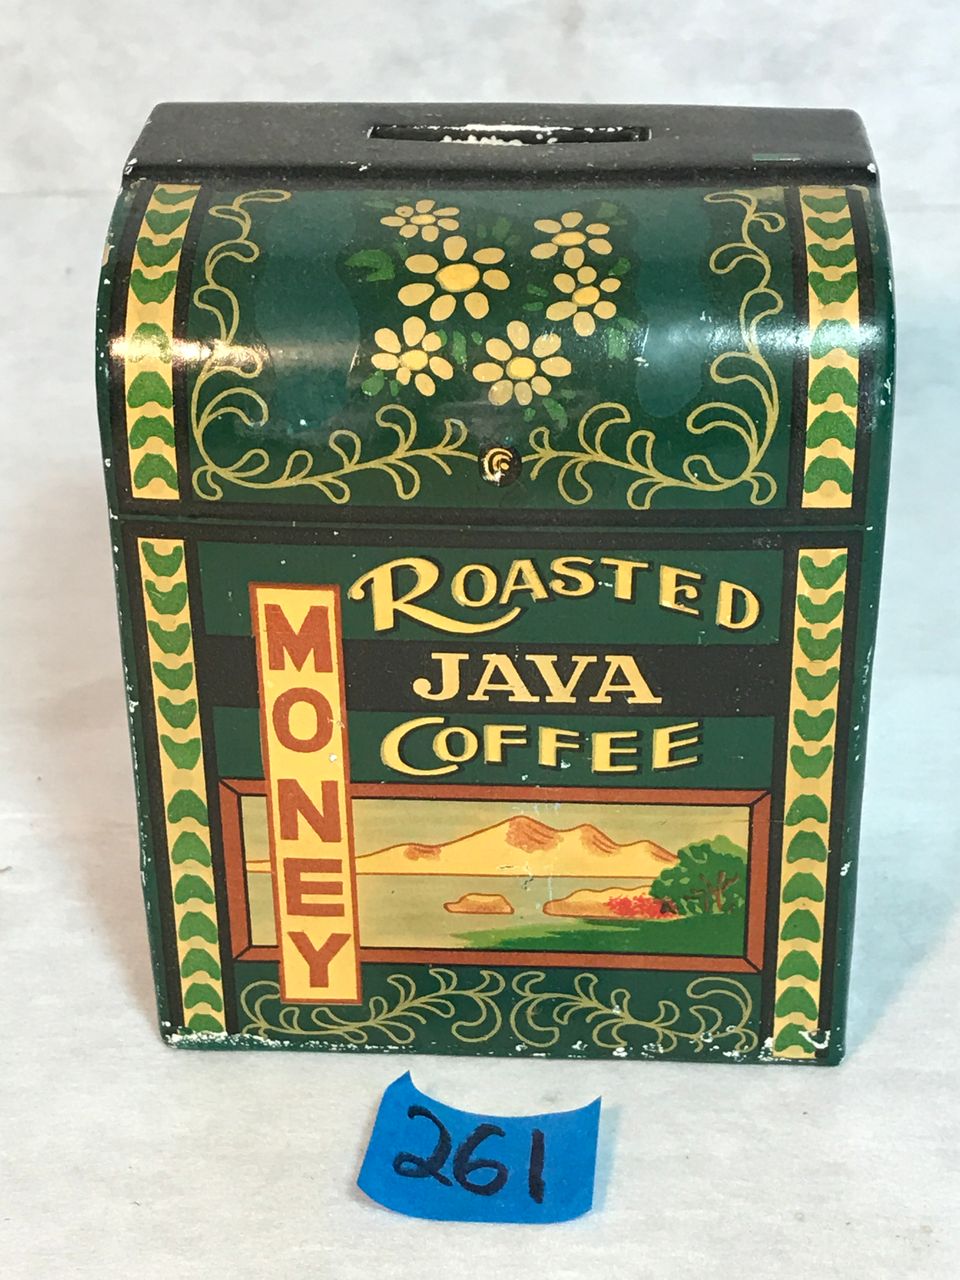 ROASTED
JAVA
COFFEE
MONEY
261